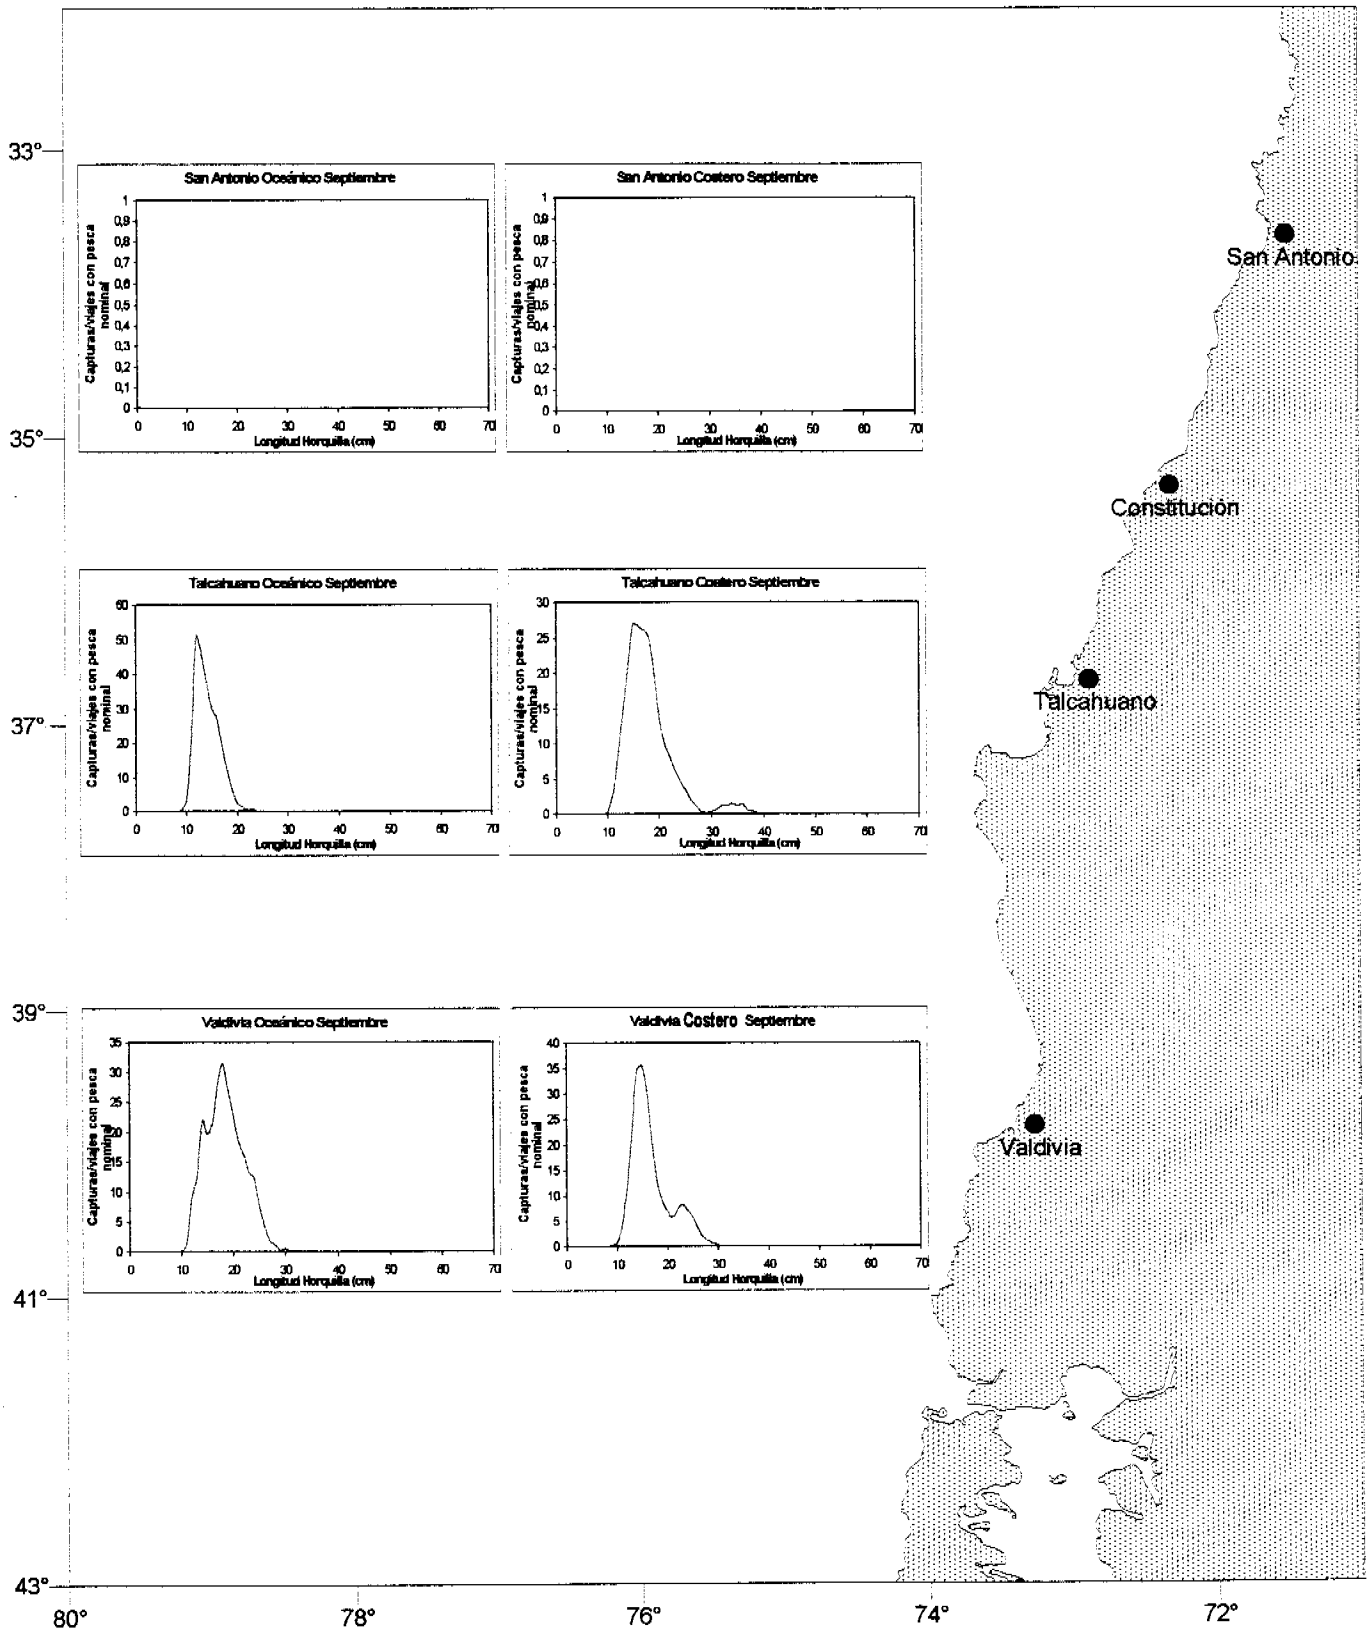 33°
35°
37°
39°
41°
43°
80°
78°
76°
74°
72°
San Antonio Oceánico Septiembre
Capturas/viajes con pesca
nominal
1
0,9
0,8
0,7
0,6
0,5
0,4
0,3
0,2
0,1
0
0 10 20 30 40 50 60 70
Longitud Horquilla (cm)
San Antonio Costero Septiembre
Capturas/viajes con pesca
nominal
1
0,9
0,8
0,7
0,6
0,5
0,4
0,3
0,2
0,1
0
0 10 20 30 40 50 60 70
Longitud Horquilla (cm)
San Antonio
Constitución
Talcahuano Oceánico Septiembre
Capturas/viajes con pesca
nominal
60
50
40
30
20
10
0
0 10 20 30 40 50 60 70
Longitud Horquilla (cm)
Talcahuano Costero Septiembre
Capturas/viajes con pesca
nominal
30
25
20
15
10
5
0
0 10 20 30 40 50 60 70
Longitud Horquilla (cm)
Talcahuano
Valdivia Oceánico Septiembre
Capturas/viajes con pesca
nominal
35
30
25
20
15
10
5
0
0 10 20 30 40 50 60 70
Longitud Horquilla (cm)
Valdivia Costero Septiembre
Capturas/viajes con pesca
nominal
40
35
30
25
20
15
10
5
0
0 10 20 30 40 50 60 70
Longitud Horquilla (cm)
Valdivia